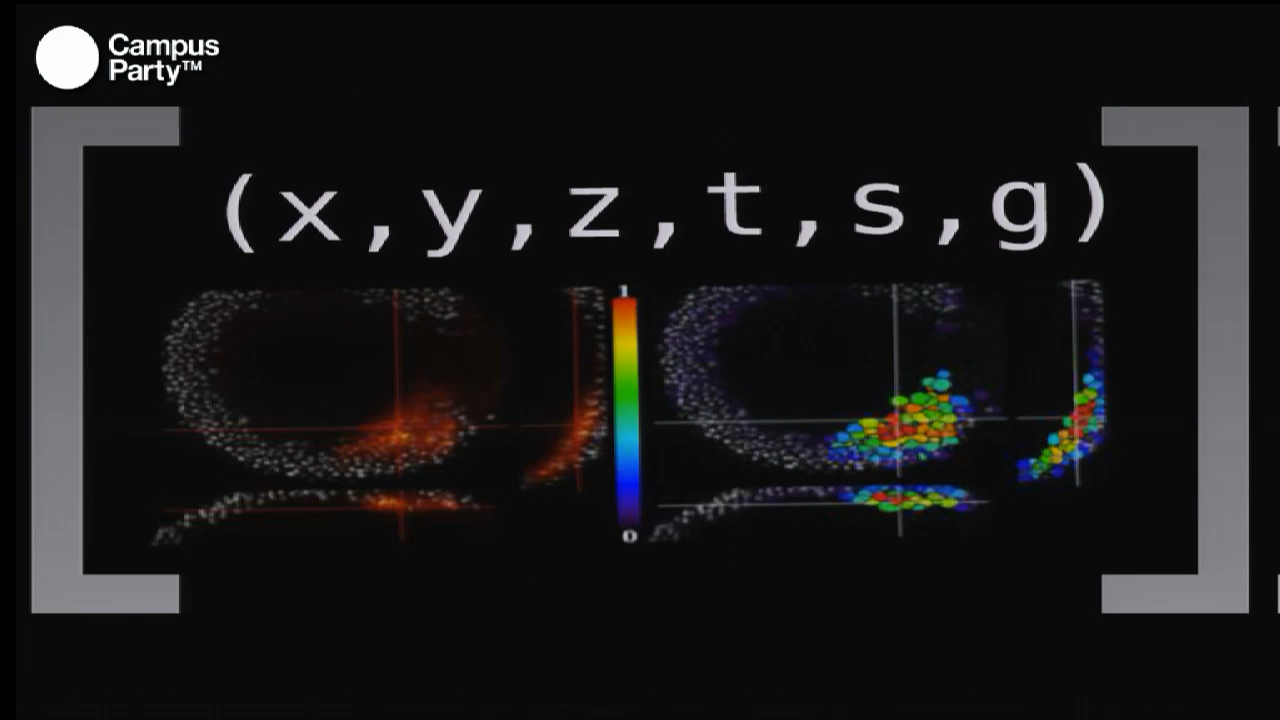 Campus
Party™
(x,y,z,t,s,g)
1
0